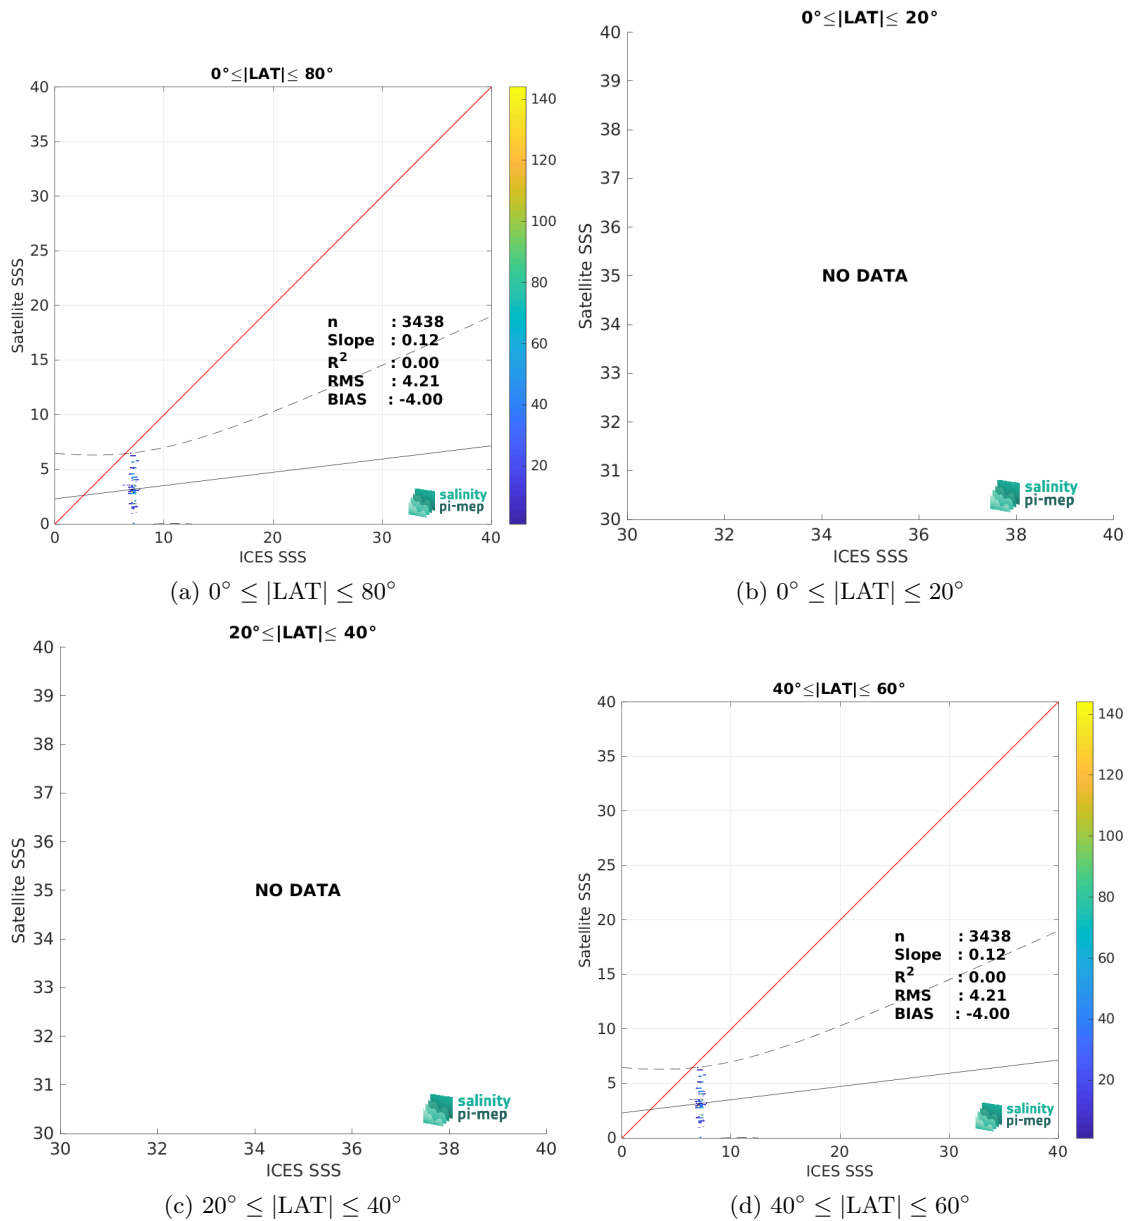 0°≤|LAT|≤ 80°
40
35
30
25
20
15
10
5
0
Satellite SSS
0
10
20
30
40
ICES SSS
140
120
100
80
60
40
20
n : 3438
Slope : 0.12
R² : 0.00
RMS : 4.21
BIAS : -4.00
salinity
pi-mep
(a) 0° ≤ |LAT| ≤ 80°
0°≤|LAT|≤ 20°
40
39
38
37
36
35
34
33
32
31
30
Satellite SSS
NO DATA
salinity
pi-mep
30
32
34
36
38
40
ICES SSS
(b) 0° ≤ |LAT| ≤ 20°
20°≤|LAT|≤ 40°
40
39
38
37
36
35
34
33
32
31
30
Satellite SSS
NO DATA
salinity
pi-mep
30
32
34
36
38
40
ICES SSS
(c) 20° ≤ |LAT| ≤ 40°
40°≤|LAT|≤ 60°
40
35
30
25
20
15
10
5
0
Satellite SSS
0
10
20
30
40
ICES SSS
140
120
100
80
60
40
20
n : 3438
Slope : 0.12
R² : 0.00
RMS : 4.21
BIAS : -4.00
salinity
pi-mep
(d) 40° ≤ |LAT| ≤ 60°